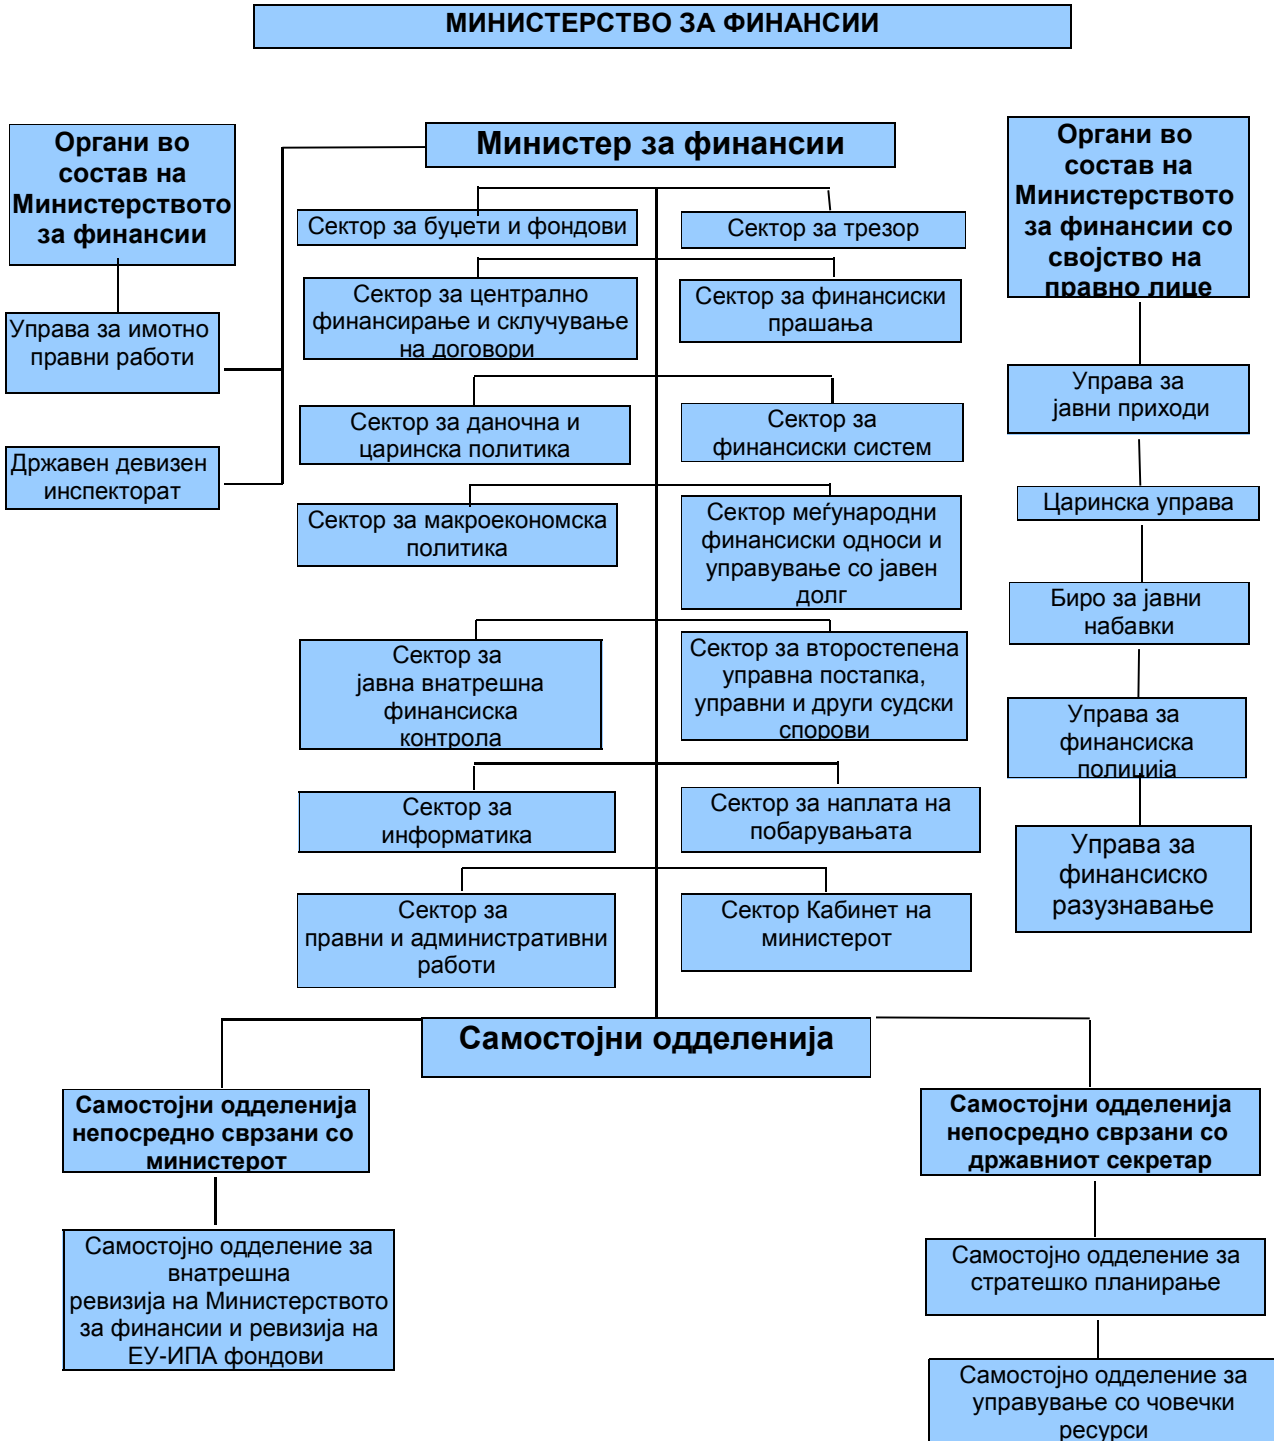 МИНИСТЕРСТВО ЗА ФИНАНСИИ
Органи во
состав на
Министерството
за финансии
Управа за имотно
правни работи
Државен девизен
инспекторат
Министер за финансии
Сектор за буџети и фондови
Сектор за трезор
Сектор за централно
финансирање и склучување
на договори
Сектор за финансиски
прашања
Сектор за даночна и
царинска политика
Сектор за
финансиски систем
Сектор за макроекономска
политика
Сектор меѓународни
финансиски односи и
управување со јавен
долг
Сектор за
јавна внатрешна
финансиска
контрола
Сектор за второстепена
управна постапка,
управни и други судски
спорови
Сектор за
информатика
Сектор за наплата на
побарувањата
Сектор за
правни и административни
работи
Сектор Кабинет на
министерот
Органи во
состав на
Министерството
за финансии со
својство на
правно лице
Управа за
јавни приходи
Царинска управа
Биро за јавни
набавки
Управа за
финансиска
полиција
Управа за
финансиско
разузнавање
Самостојни одделенија
Самостојни одделенија
непосредно сврзани со
министерот
Самостојно одделение за
внатрешна
ревизија на Министерството
за финансии и ревизија на
ЕУ-ИПА фондови
Самостојни одделенија
непосредно сврзани со
државниот секретар
Самостојно одделение за
стратешко планирање
Самостојно одделение за
управување со човечки
ресурси